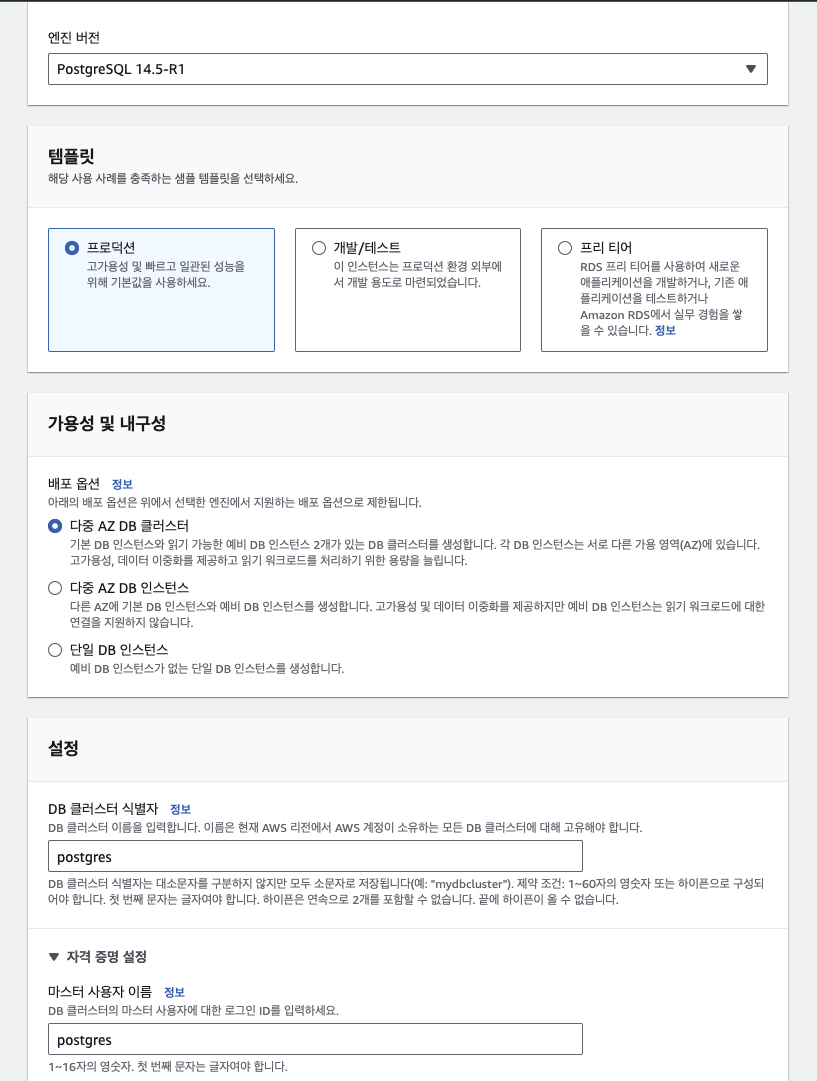 엔진 버전
PostgreSQL 14.5-R1
템플릿
해당 사용 사례를 충족하는 샘플 템플릿을 선택하세요.
프로덕션
고가용성 및 빠르고 일관된 성능을
위해 기본값을 사용하세요.
개발/테스트
이 인스턴스는 프로덕션 환경 외부에
서 개발 용도로 마련되었습니다.
프리 티어
RDS 프리 티어를 사용하여 새로운
애플리케이션을 개발하거나, 기존 애
플리케이션을 테스트하거나
Amazon RDS에서 실무 경험을 쌓
을 수 있습니다. 정보
가용성 및 내구성
배포 옵션 정보
아래의 배포 옵션은 위에서 선택한 엔진에서 지원하는 배포 옵션으로 제한됩니다.
다중 AZ DB 클러스터
기본 DB 인스턴스와 읽기 가능한 예비 DB 인스턴스 2개가 있는 DB 클러스터를 생성합니다. 각 DB 인스턴스는 서로 다른 가용 영역(AZ)에 있습니다.
고가용성, 데이터 이중화를 제공하고 읽기 워크로드를 처리하기 위한 용량을 늘립니다.
다중 AZ DB 인스턴스
다른 AZ에 기본 DB 인스턴스와 예비 DB 인스턴스를 생성합니다. 고가용성 및 데이터 이중화를 제공하지만 예비 DB 인스턴스는 읽기 워크로드에 대한
연결을 지원하지 않습니다.
단일 DB 인스턴스
예비 DB 인스턴스가 없는 단일 DB 인스턴스를 생성합니다.
설정
DB 클러스터 식별자 정보
DB 클러스터 이름을 입력합니다. 이름은 현재 AWS 리전에서 AWS 계정이 소유하는 모든 DB 클러스터에 대해 고유해야 합니다.
postgres
DB 클러스터 식별자는 대소문자를 구분하지 않지만 모두 소문자로 저장됩니다(예: "mydbcluster"). 제약 조건: 1~60자의 영숫자 또는 하이픈으로 구성되
어야 합니다. 첫 번째 문자는 글자여야 합니다. 하이픈은 연속으로 2개를 포함할 수 없습니다. 끝에 하이픈이 올 수 없습니다.
자격 증명 설정
마스터 사용자 이름 정보
DB 클러스터의 마스터 사용자에 대한 로그인 ID를 입력하세요.
postgres
1~16자의 영숫자. 첫 번째 문자는 글자여야 합니다.